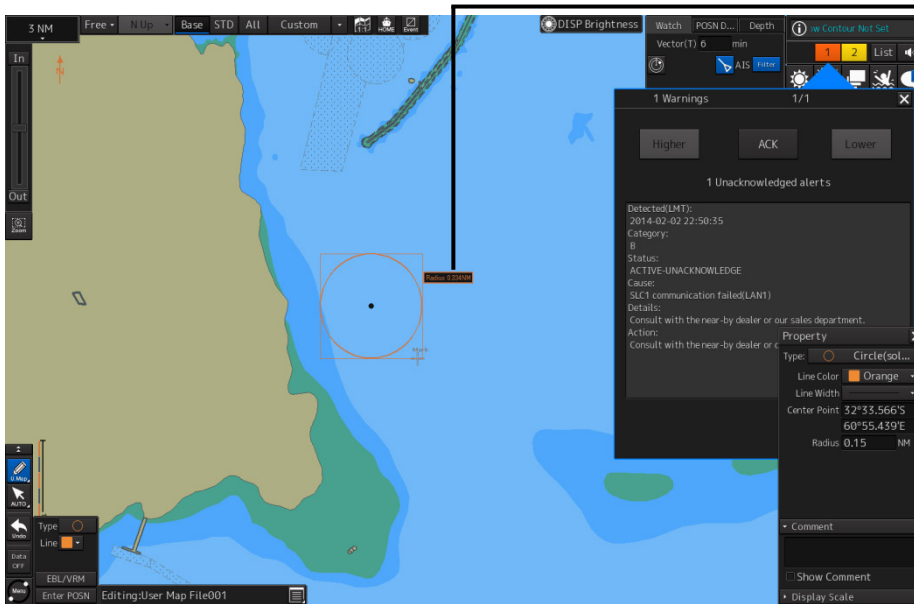 3 NM
Free
N Up
Base
STD
All
Custom
1:1
HOME
Event
DISP Brightness
Watch
POSN D...
Depth
ow Contour Not Set
Vector(T) 6 min
1
2
List
AIS
Filter
In
Out
Zoom
1 Warnings
1/1
Higher
ACK
Lower
1 Unacknowledged alerts
Detected(LMT):
2014-02-02 22:50:35
Category:
B
Status:
ACTIVE-UNACKNOWLEDGE
Cause:
SLC1 communication failed(LAN1)
Details:
Consult with the near-by dealer or our sales department.
Action:
Consult with the near-by dealer or o
Radius 0.334NM
Property
Type:
Circle(sol...
Line Color
Orange
Line Width
Center Point 32°33.566'S
60°55.439'E
Radius 0.15 NM
Comment
Show Comment
Display Scale
U.Map
AUTO
Undo
Data
OFF
Menu
Type
Line
EBL/VRM
Enter POSN
Editing:User Map File001